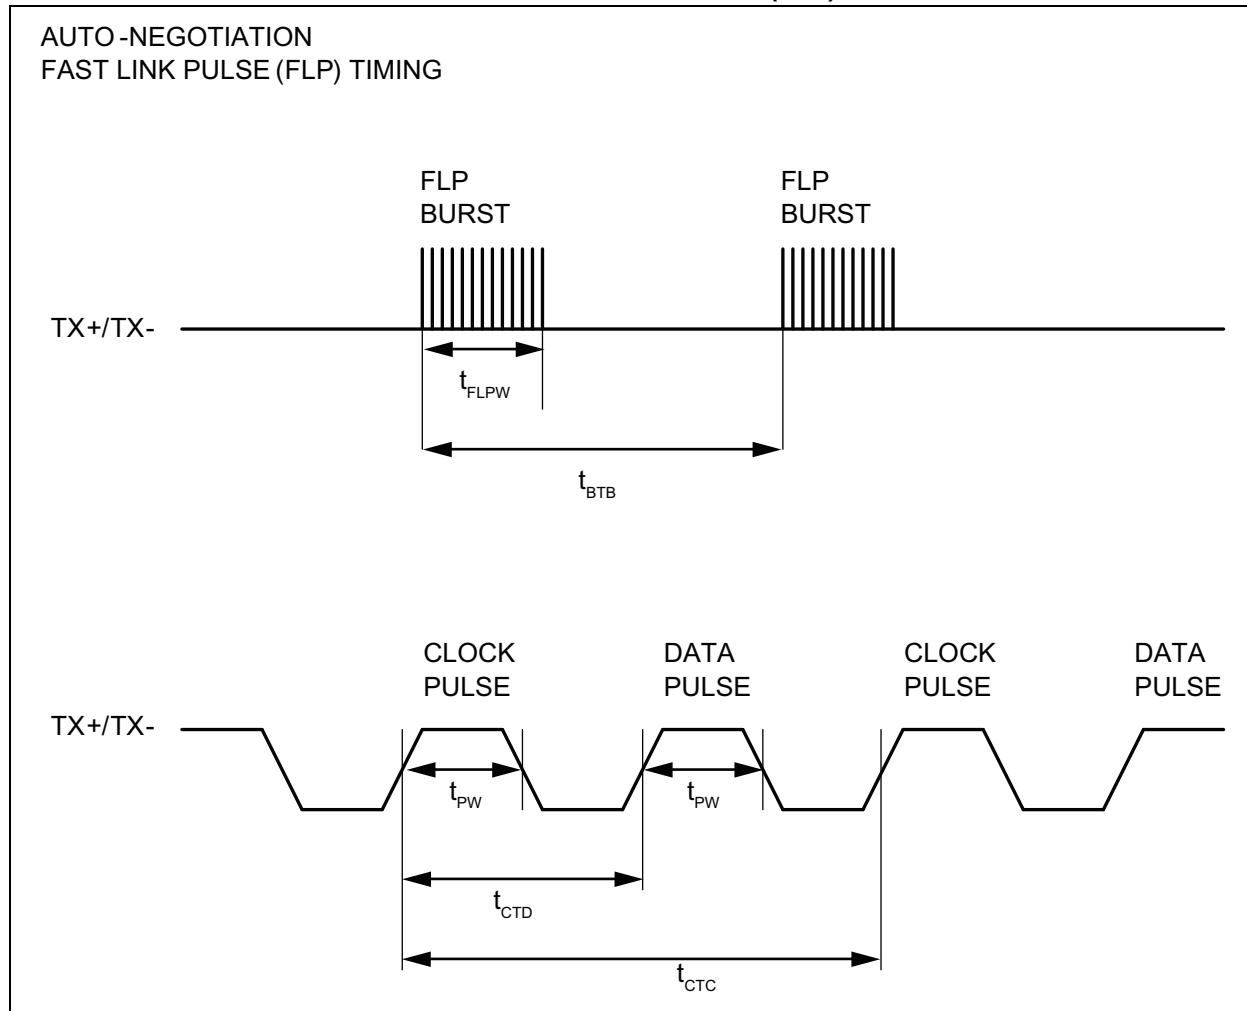 AUTO-NEGOTIATION
FAST LINK PULSE (FLP) TIMING
FLP
BURST
FLP
BURST
TX+/TX-
tFLPW
tBTB
CLOCK
PULSE
DATA
PULSE
CLOCK
PULSE
DATA
PULSE
TX+/TX-
tPW
tPW
tCTD
tCTC